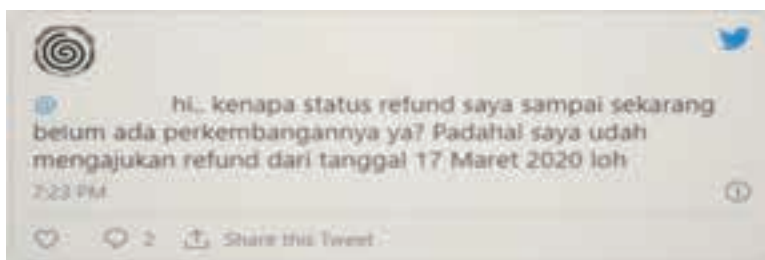 @ hi.. kenapa status refund saya sampai sekarang
belum ada perkembangannya ya? Padahal saya udah
mengajukan refund dari tanggal 17 Maret 2020 loh
7:23 PM
2 Share this Tweet